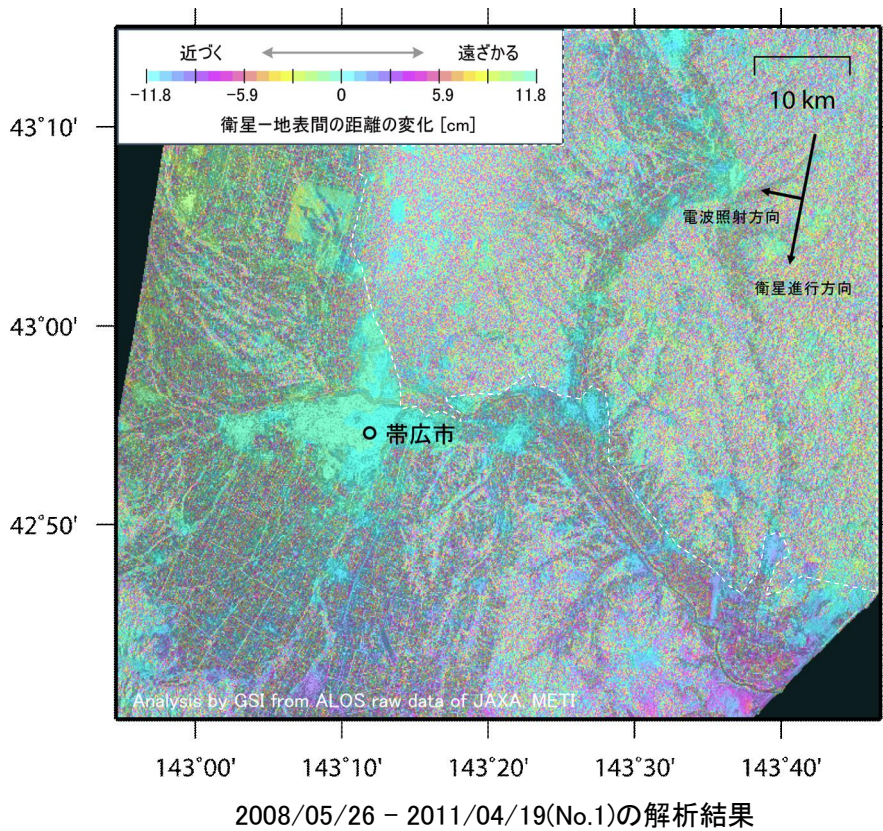 近づく 遠ざかる
-11.8 -5.9 0 5.9 11.8
衛星－地表間の距離の変化 [cm]
10 km
43°10'
電波照射方向
衛星進行方向
43°00'
帯広市
42°50'
Analysis by GSI from ALOS raw data of JAXA, METI
143°00' 143°10' 143°20' 143°30' 143°40'
2008/05/26 - 2011/04/19(No.1)の解析結果